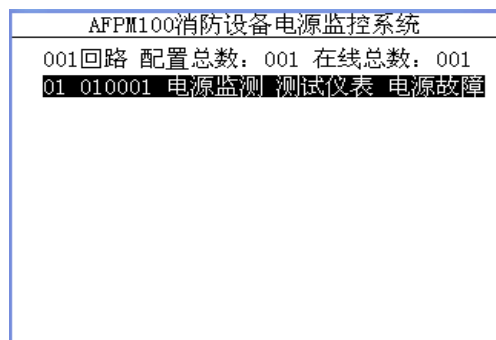 AFPM100消防设备电源监控系统
001回路 配置总数：001 在线总数：001
01 010001 电源监测 测试仪表 电源故障